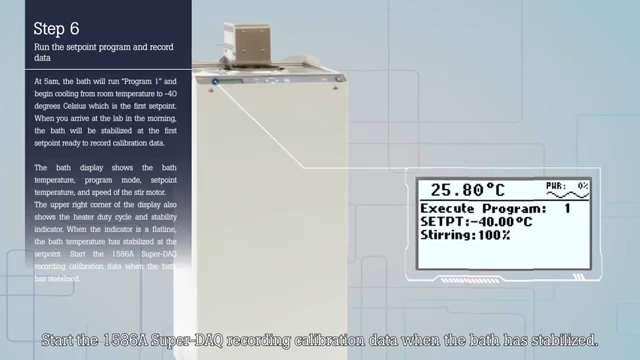 Step 6
Run the setpoint program and record
data
At 5am, the bath will run "Program 1" and
begin cooling from room temperature to -40
degrees Celsius which is the first setpoint.
When you arrive at the lab in the morning,
the bath will be stabilized at the first
setpoint ready to record calibration data.
The bath display shows the bath
temperature, program mode, setpoint
temperature, and speed of the stir motor.
The upper right corner of the display also
shows the heater duty cycle and stability
indicator. When the indicator is a flatline,
the bath temperature has stabilized at the
setpoint. Start the 1586A Super-DAQ
recording calibration data when the bath
has stabilized.
25.80°C
PWR: 0%
Execute Program: 1
SETPT:-40.00°C
Stirring:100%
Start the 1586A Super-DAQ recording calibration data when the bath has stabilized.